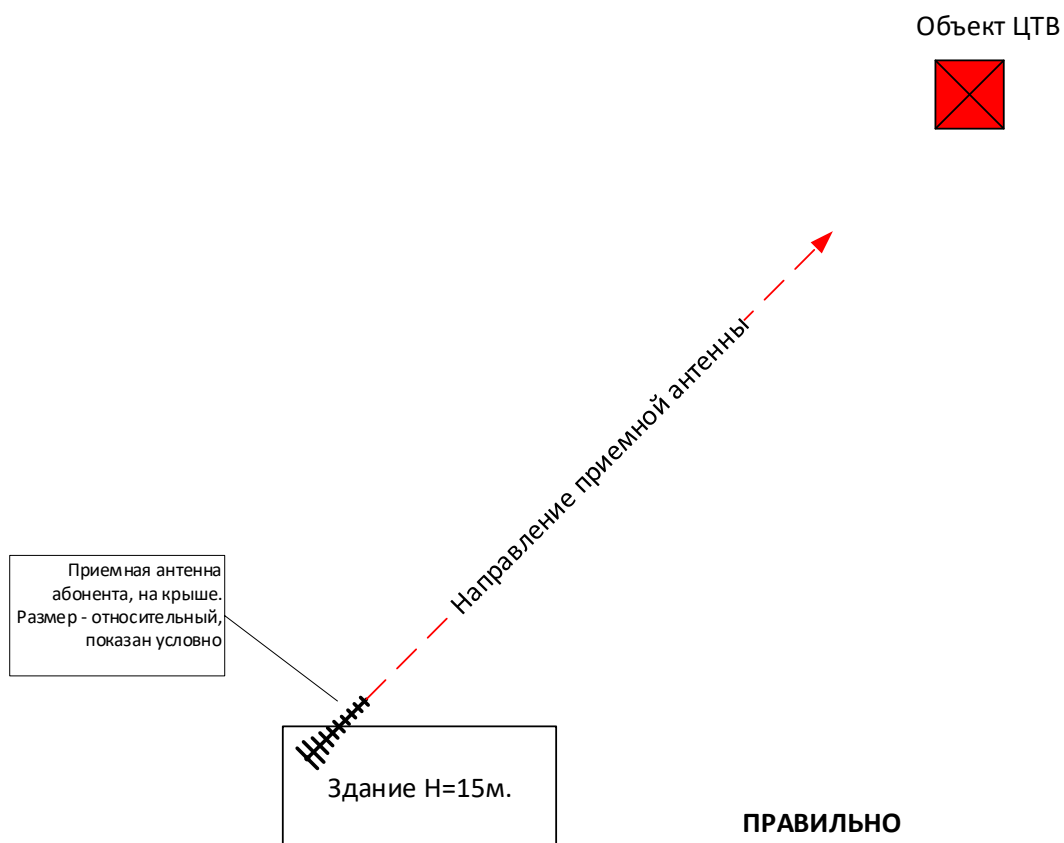 Объект ЦТВ
Направление приемной антенны
Приемная антенна
абонента, на крыше.
Размер - относительный,
показан условно
Здание Н=15м.
ПРАВИЛЬНО